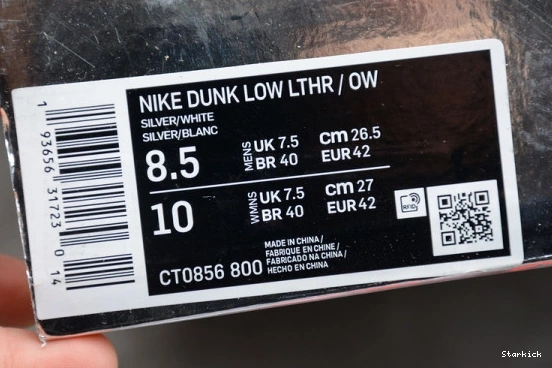 NIKE DUNK LOW LTHR / OW
SILVER/WHITE
SILVER/BLANC
8.5 MENS UK 7.5 cm 26.5
BR 40 EUR 42
10 WMNS UK 7.5 cm 27
BR 40 EUR 42
RFID
MADE IN CHINA /
FABRIQUE EN CHINE /
FABRICADO NA CHINA /
HECHO EN CHINA
CT0856 800
1 93656 31723 0 14
Starkick